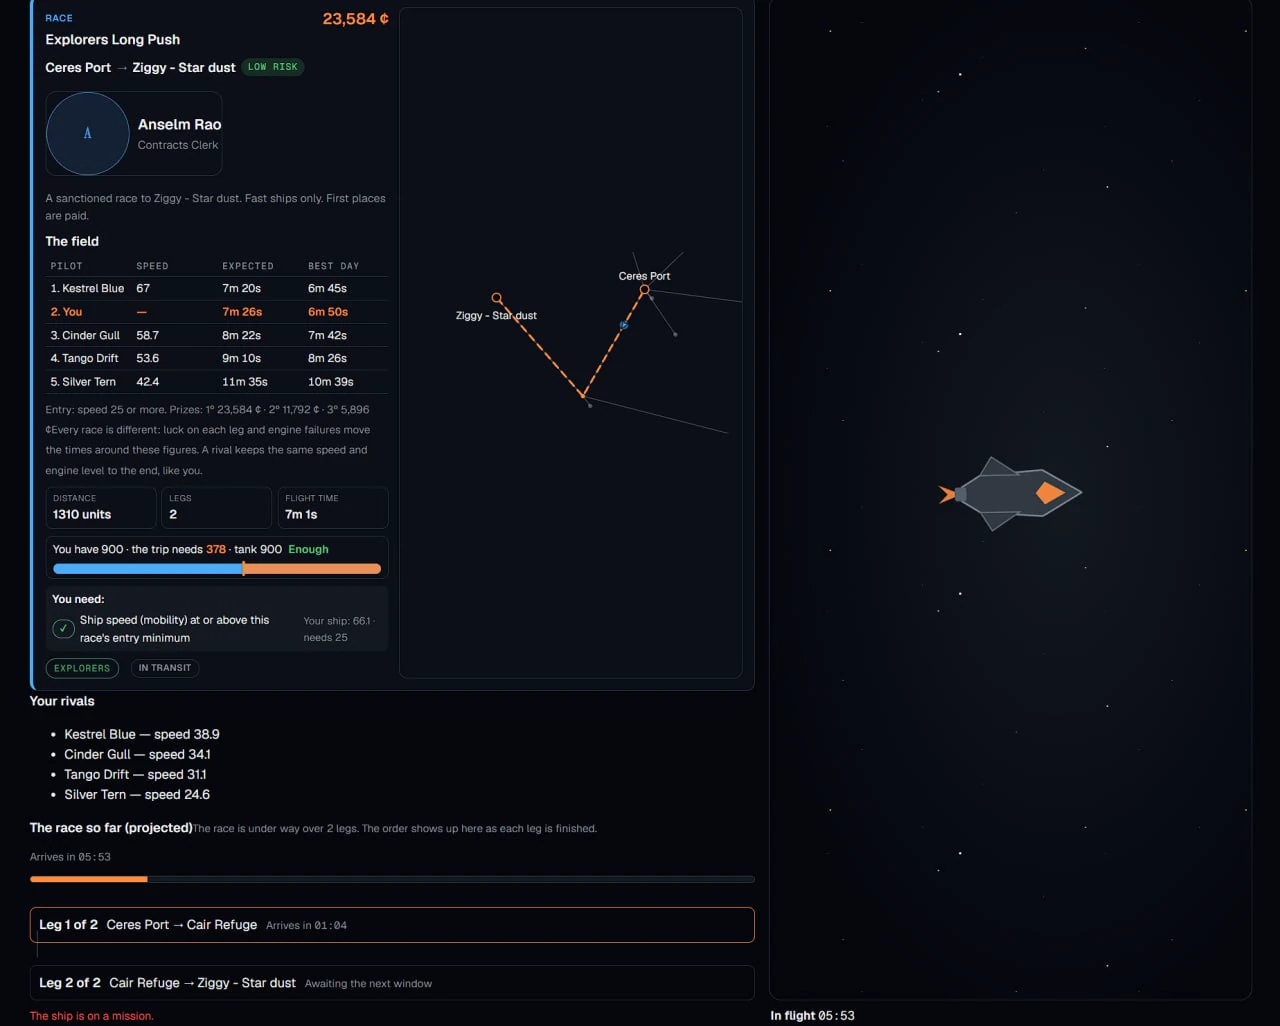 RACE
23,584 ¢
Explorers Long Push
Ceres Port → Ziggy - Star dust LOW RISK
A
Anselm Rao
Contracts Clerk
A sanctioned race to Ziggy - Star dust. Fast ships only. First places
are paid.
The field
PILOT SPEED EXPECTED BEST DAY
1. Kestrel Blue 67 7m 20s 6m 45s
2. You — 7m 26s 6m 50s
3. Cinder Gull 58.7 8m 22s 7m 42s
4. Tango Drift 53.6 9m 10s 8m 26s
5. Silver Tern 42.4 11m 35s 10m 39s
Entry: speed 25 or more. Prizes: 1º 23,584 ¢ · 2º 11,792 ¢ · 3º 5,896
¢Every race is different: luck on each leg and engine failures move
the times around these figures. A rival keeps the same speed and
engine level to the end, like you.
DISTANCE
1310 units
LEGS
2
FLIGHT TIME
7m 1s
You have 900 · the trip needs 378 · tank 900 Enough
You need:
✓ Ship speed (mobility) at or above this
race's entry minimum
Your ship: 66.1 ·
needs 25
EXPLORERS IN TRANSIT
Ceres Port
Ziggy - Star dust
Your rivals
• Kestrel Blue — speed 38.9
• Cinder Gull — speed 34.1
• Tango Drift — speed 31.1
• Silver Tern — speed 24.6
The race so far (projected)The race is under way over 2 legs. The order shows up here as each leg is finished.
Arrives in 05:53
Leg 1 of 2 Ceres Port → Cair Refuge Arrives in 01:04
Leg 2 of 2 Cair Refuge → Ziggy - Star dust Awaiting the next window
The ship is on a mission.
In flight 05:53